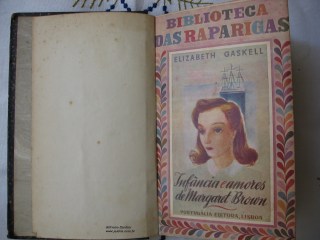 BIBLIOTECA
DAS RAPARIGAS
ELIZABETH GASKELL
Infância e amores
de Margaret Brown
PORTUGÁLIA EDITORA, LISBOA